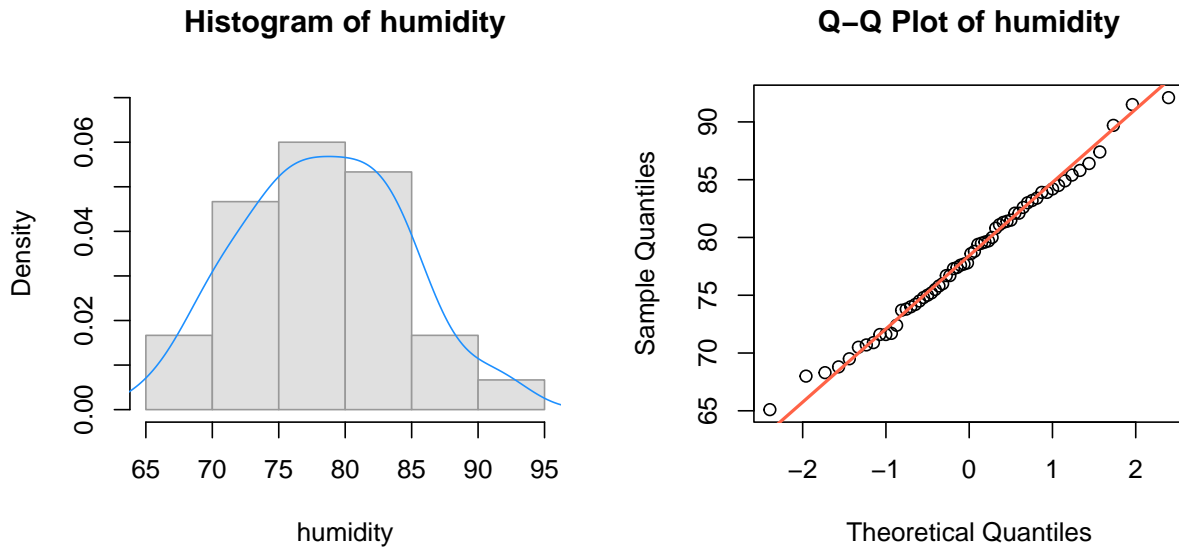 Histogram of humidity
Density
0.00 0.02 0.04 0.06
65 70 75 80 85 90 95
humidity
Q−Q Plot of humidity
Sample Quantiles
65 70 75 80 85 90
−2 −1 0 1 2
Theoretical Quantiles